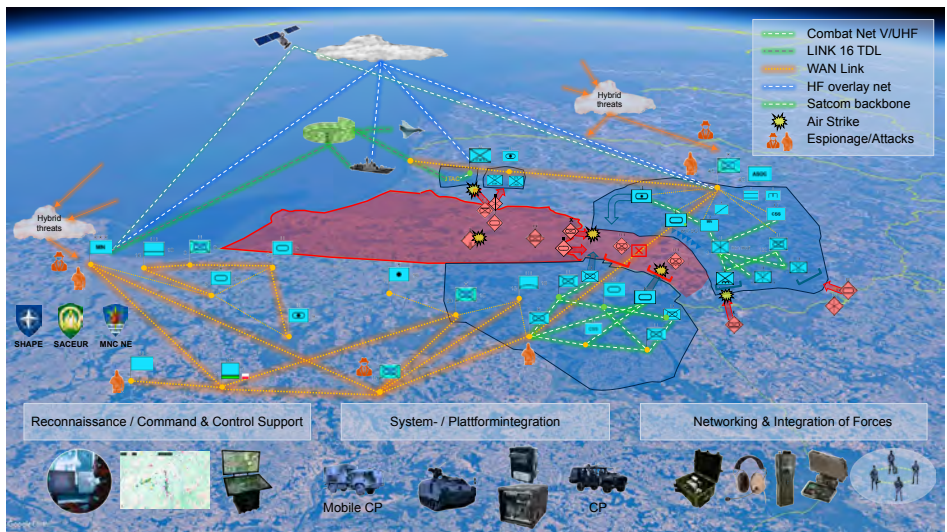 Combat Net V/UHF
LINK 16 TDL
WAN Link
HF overlay net
Satcom backbone
Air Strike
Espionage/Attacks
Hybrid
threats
ASOC
CSG
Hybrid
threats
SHAPE
SACEUR
MNC NE
Reconnaissance / Command & Control Support
System- / Plattformintegration
Networking & Integration of Forces
Mobile CP
CP